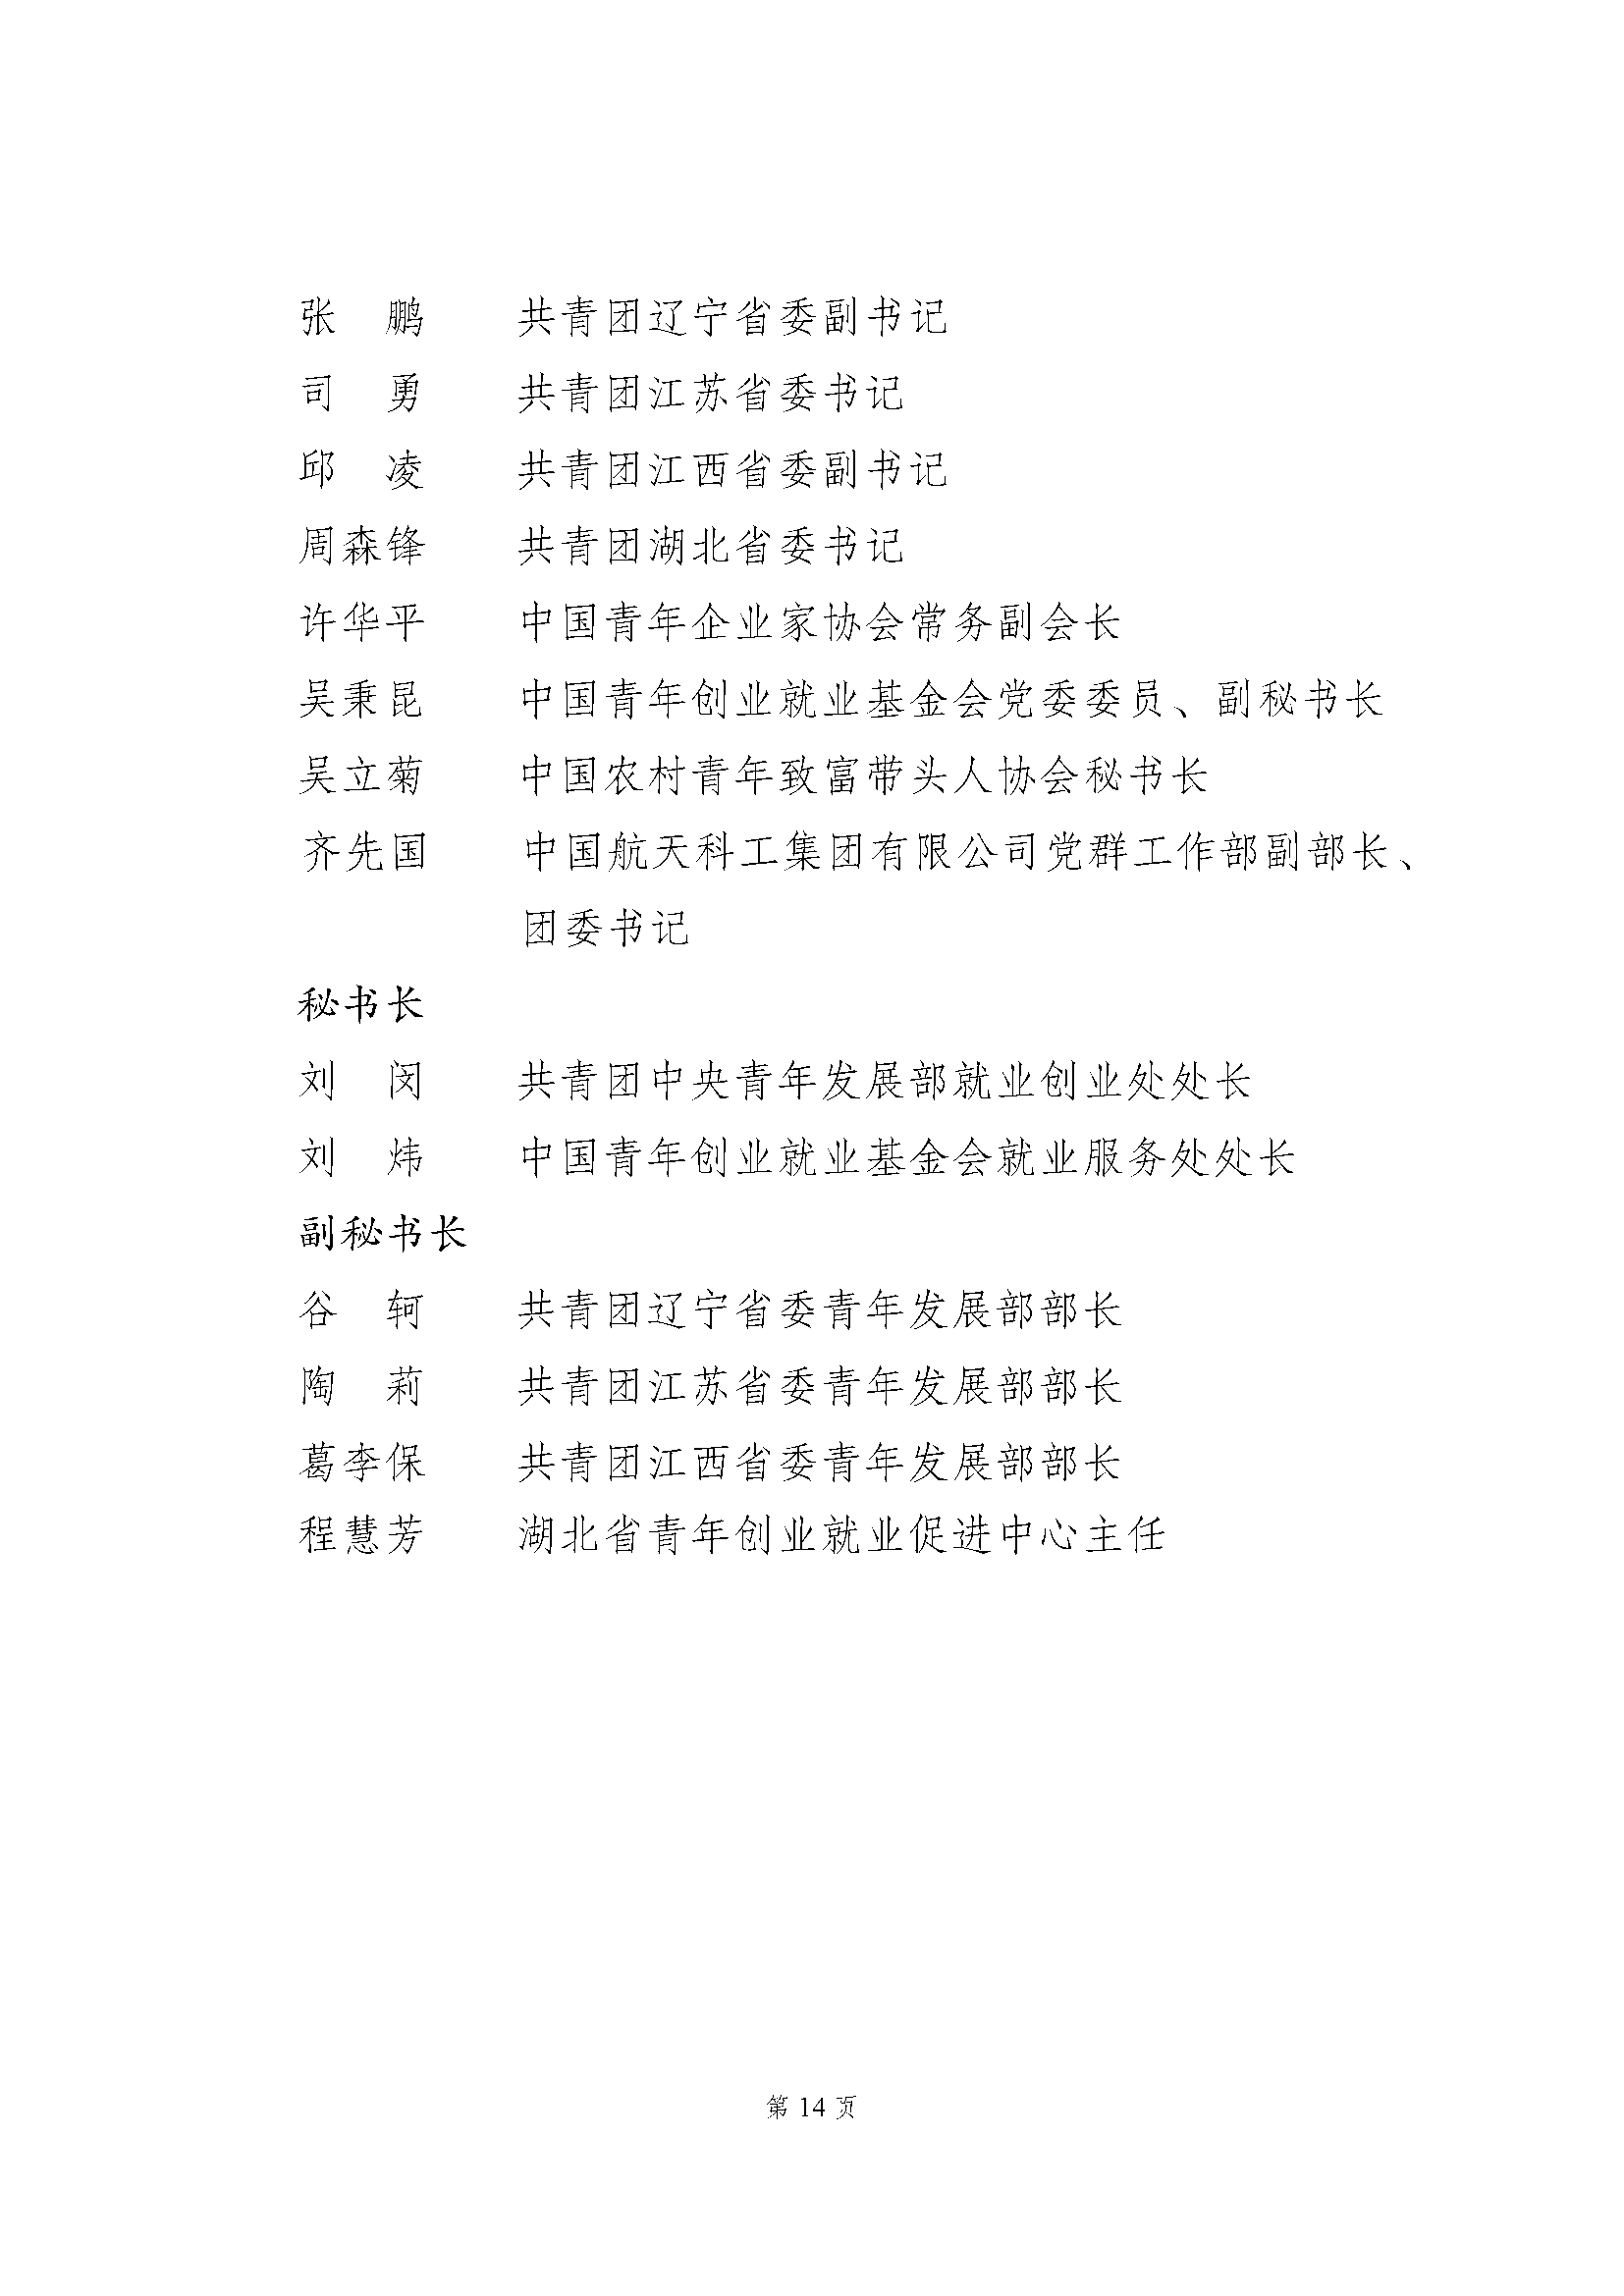 张　鹏　　共青团辽宁省委副书记
司　勇　　共青团江苏省委书记
邱　凌　　共青团江西省委副书记
周森锋　　共青团湖北省委书记
许华平　　中国青年企业家协会常务副会长
吴秉昆　　中国青年创业就业基金会党委委员、副秘书长
吴立菊　　中国农村青年致富带头人协会秘书长
齐先国　　中国航天科工集团有限公司党群工作部副部长、
团委书记
秘书长
刘　闵　　共青团中央青年发展部就业创业处处长
刘　炜　　中国青年创业就业基金会就业服务处处长
副秘书长
谷　轲　　共青团辽宁省委青年发展部部长
陶　莉　　共青团江苏省委青年发展部部长
葛李保　　共青团江西省委青年发展部部长
程慧芳　　湖北省青年创业就业促进中心主任
第 14 页